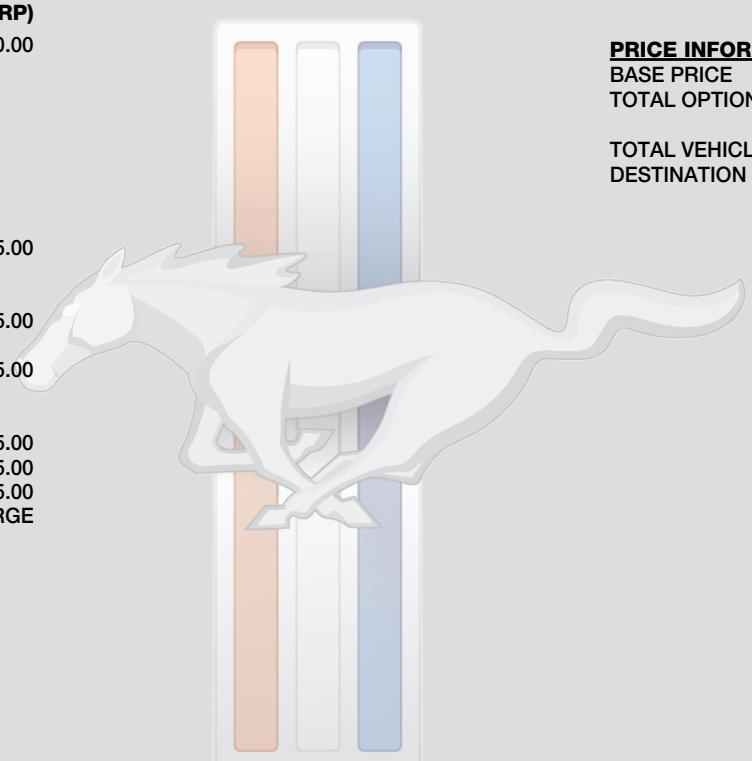 RP)
0.00
5.00
5.00
5.00
5.00
5.00
5.00
RGE
PRICE INFOR
BASE PRICE
TOTAL OPTION
TOTAL VEHICL
DESTINATION